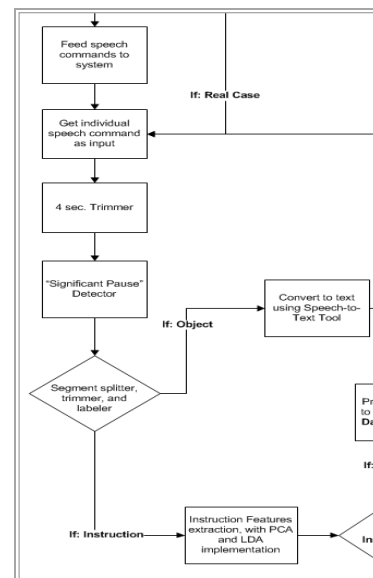 Feed speech
commands to
system
If: Real Case
Get individual
speech command
as input
4 sec. Trimmer
"Significant Pause"
Detector
Convert to text
using Speech-to-
Text Tool
If: Object
Segment splitter,
trimmer, and
labeler
to
If:
Instruction Features
extraction, with PCA
and LDA
implementation
If: Instruction